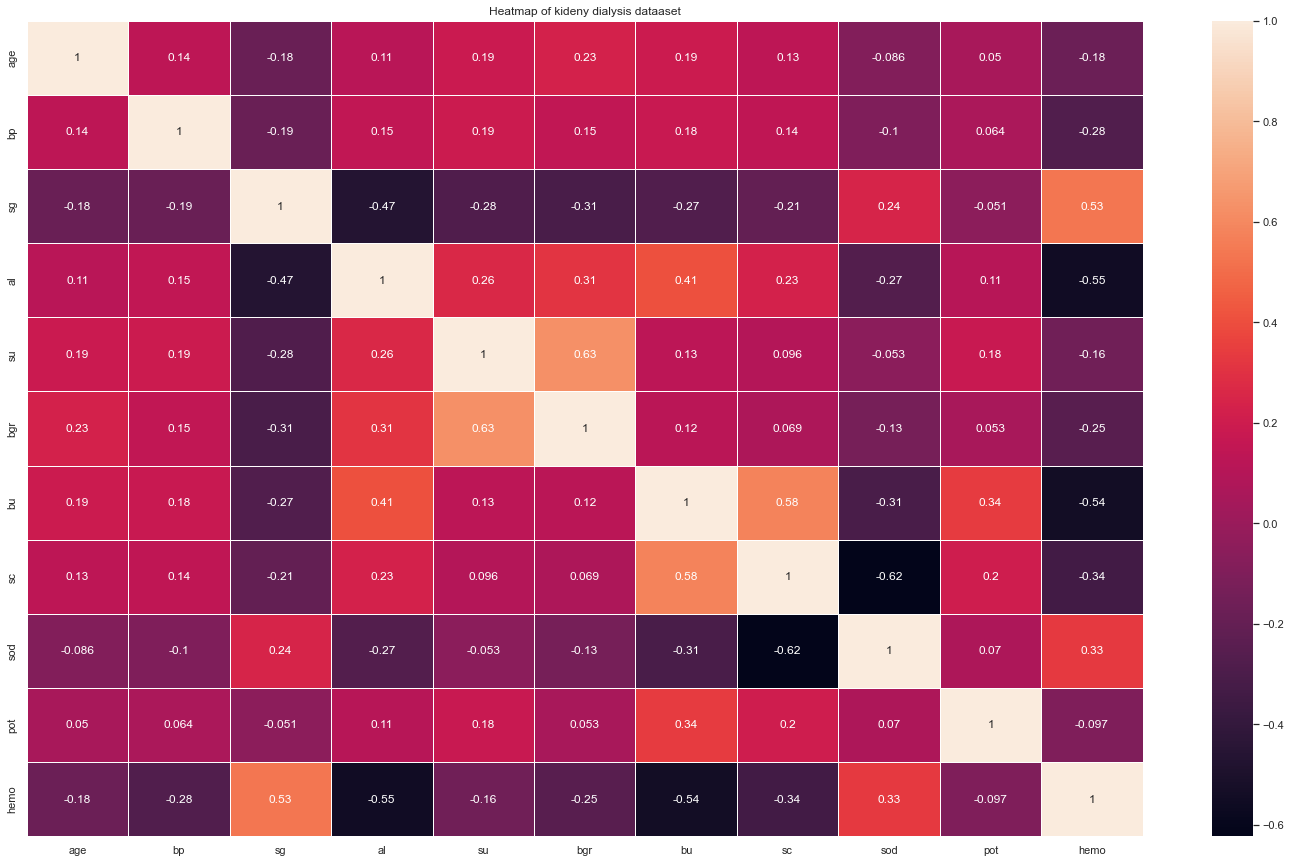 Heatmap of kideny dialysis dataaset
age 1 0.14 -0.18 0.11 0.19 0.23 0.19 0.13 -0.086 0.05 -0.18
bp 0.14 1 -0.19 0.15 0.19 0.15 0.18 0.14 -0.1 0.064 -0.28
sg -0.18 -0.19 1 -0.47 -0.28 -0.31 -0.27 -0.21 0.24 -0.051 0.53
al 0.11 0.15 -0.47 1 0.26 0.31 0.41 0.23 -0.27 0.11 -0.55
su 0.19 0.19 -0.28 0.26 1 0.63 0.13 0.096 -0.053 0.18 -0.16
bgr 0.23 0.15 -0.31 0.31 0.63 1 0.12 0.069 -0.13 0.053 -0.25
bu 0.19 0.18 -0.27 0.41 0.13 0.12 1 0.58 -0.31 0.34 -0.54
sc 0.13 0.14 -0.21 0.23 0.096 0.069 0.58 1 -0.62 0.2 -0.34
sod -0.086 -0.1 0.24 -0.27 -0.053 -0.13 -0.31 -0.62 1 0.07 0.33
pot 0.05 0.064 -0.051 0.11 0.18 0.053 0.34 0.2 0.07 1 -0.097
hemo -0.18 -0.28 0.53 -0.55 -0.16 -0.25 -0.54 -0.34 0.33 -0.097 1
age bp sg al su bgr bu sc sod pot hemo
1.0
0.8
0.6
0.4
0.2
0.0
−0.2
−0.4
−0.6